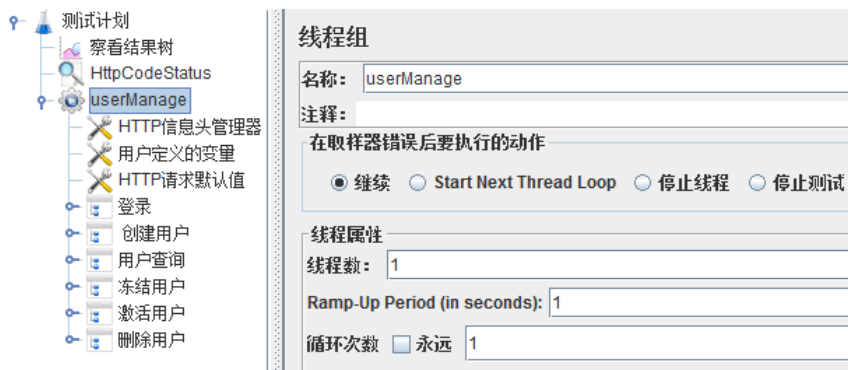 测试计划
察看结果树
HttpCodeStatus
userManage
HTTP信息头管理器
用户定义的变量
HTTP请求默认值
登录
创建用户
用户查询
冻结用户
激活用户
删除用户
线程组
名称： userManage
注释：
在取样器错误后要执行的动作
继续 Start Next Thread Loop 停止线程 停止测试
线程属性
线程数： 1
Ramp-Up Period (in seconds): 1
循环次数 永远 1